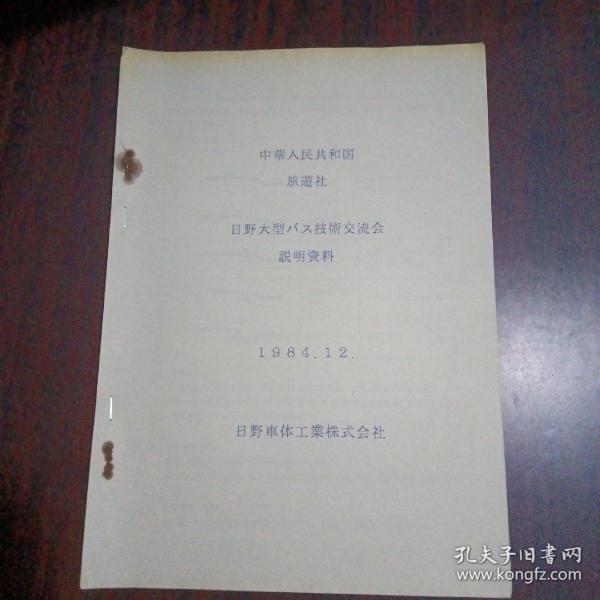 中華人民共和国
旅遊社
日野大型バス技術交流会
説明資料
1984.12.
日野車体工業株式会社
孔夫子旧书网
www.kongfz.com